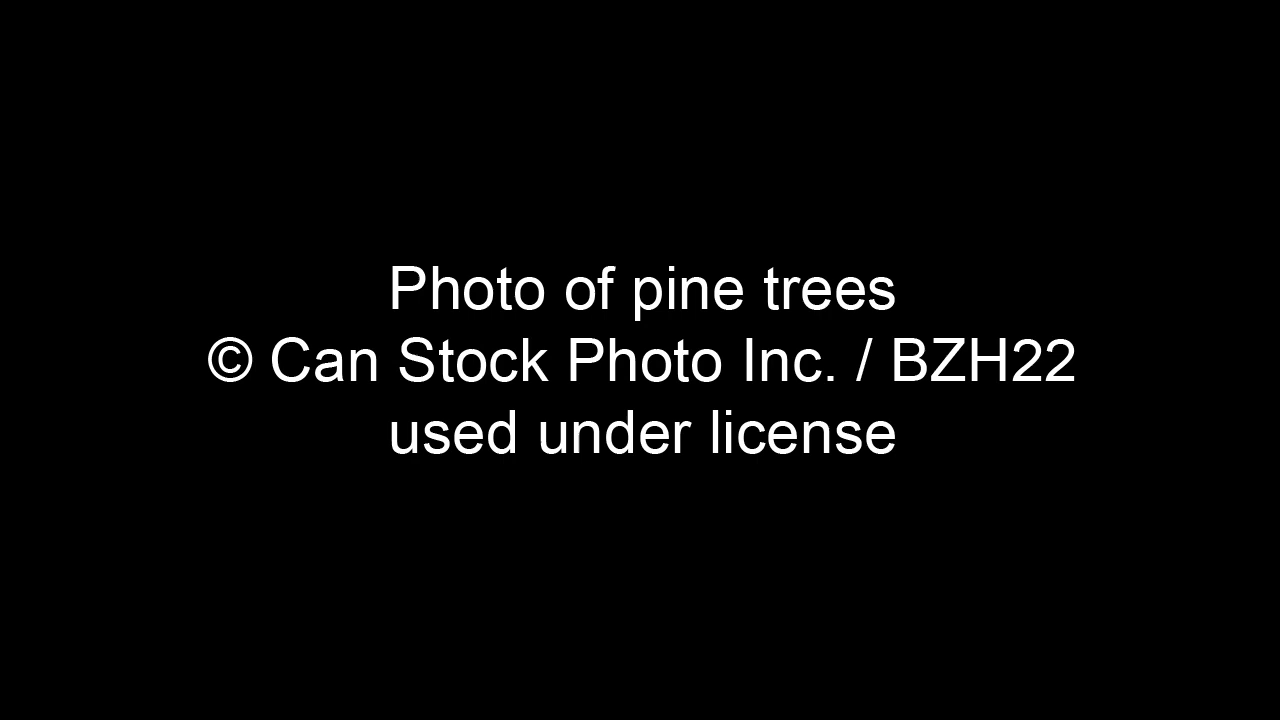 Photo of pine trees
© Can Stock Photo Inc. / BZH22
used under license